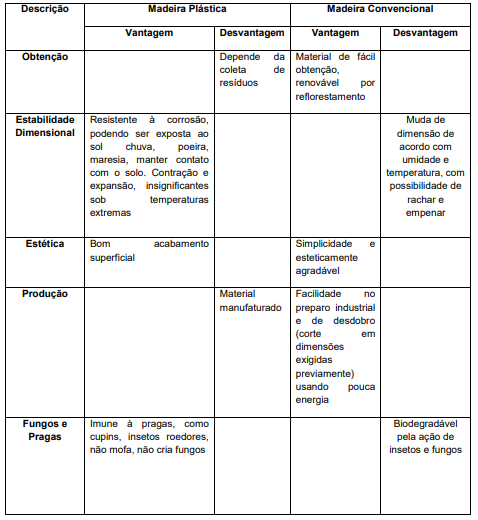 Descrição Madeira Plástica Madeira Convencional
Vantagem Desvantagem Vantagem Desvantagem
Obtenção
Depende da
coleta de
resíduos
Material de fácil
obtenção,
renovável por
reflorestamento
Estabilidade
Dimensional
Resistente à corrosão,
podendo ser exposta ao
sol chuva, poeira,
maresia, manter contato
com o solo. Contração e
expansão, insignificantes
sob temperaturas
extremas
Muda de
dimensão de
acordo com
umidade e
temperatura, com
possibilidade de
rachar e
empenar
Estética
Bom acabamento
superficial
Simplicidade e
esteticamente
agradável
Produção
Material
manufaturado
Facilidade no
preparo industrial
e de desdobro
(corte em
dimensões
exigidas
previamente)
usando pouca
energia
Fungos e
Pragas
Imune à pragas, como
cupins, insetos roedores,
não mofa, não cria fungos
Biodegradável
pela ação de
insetos e fungos